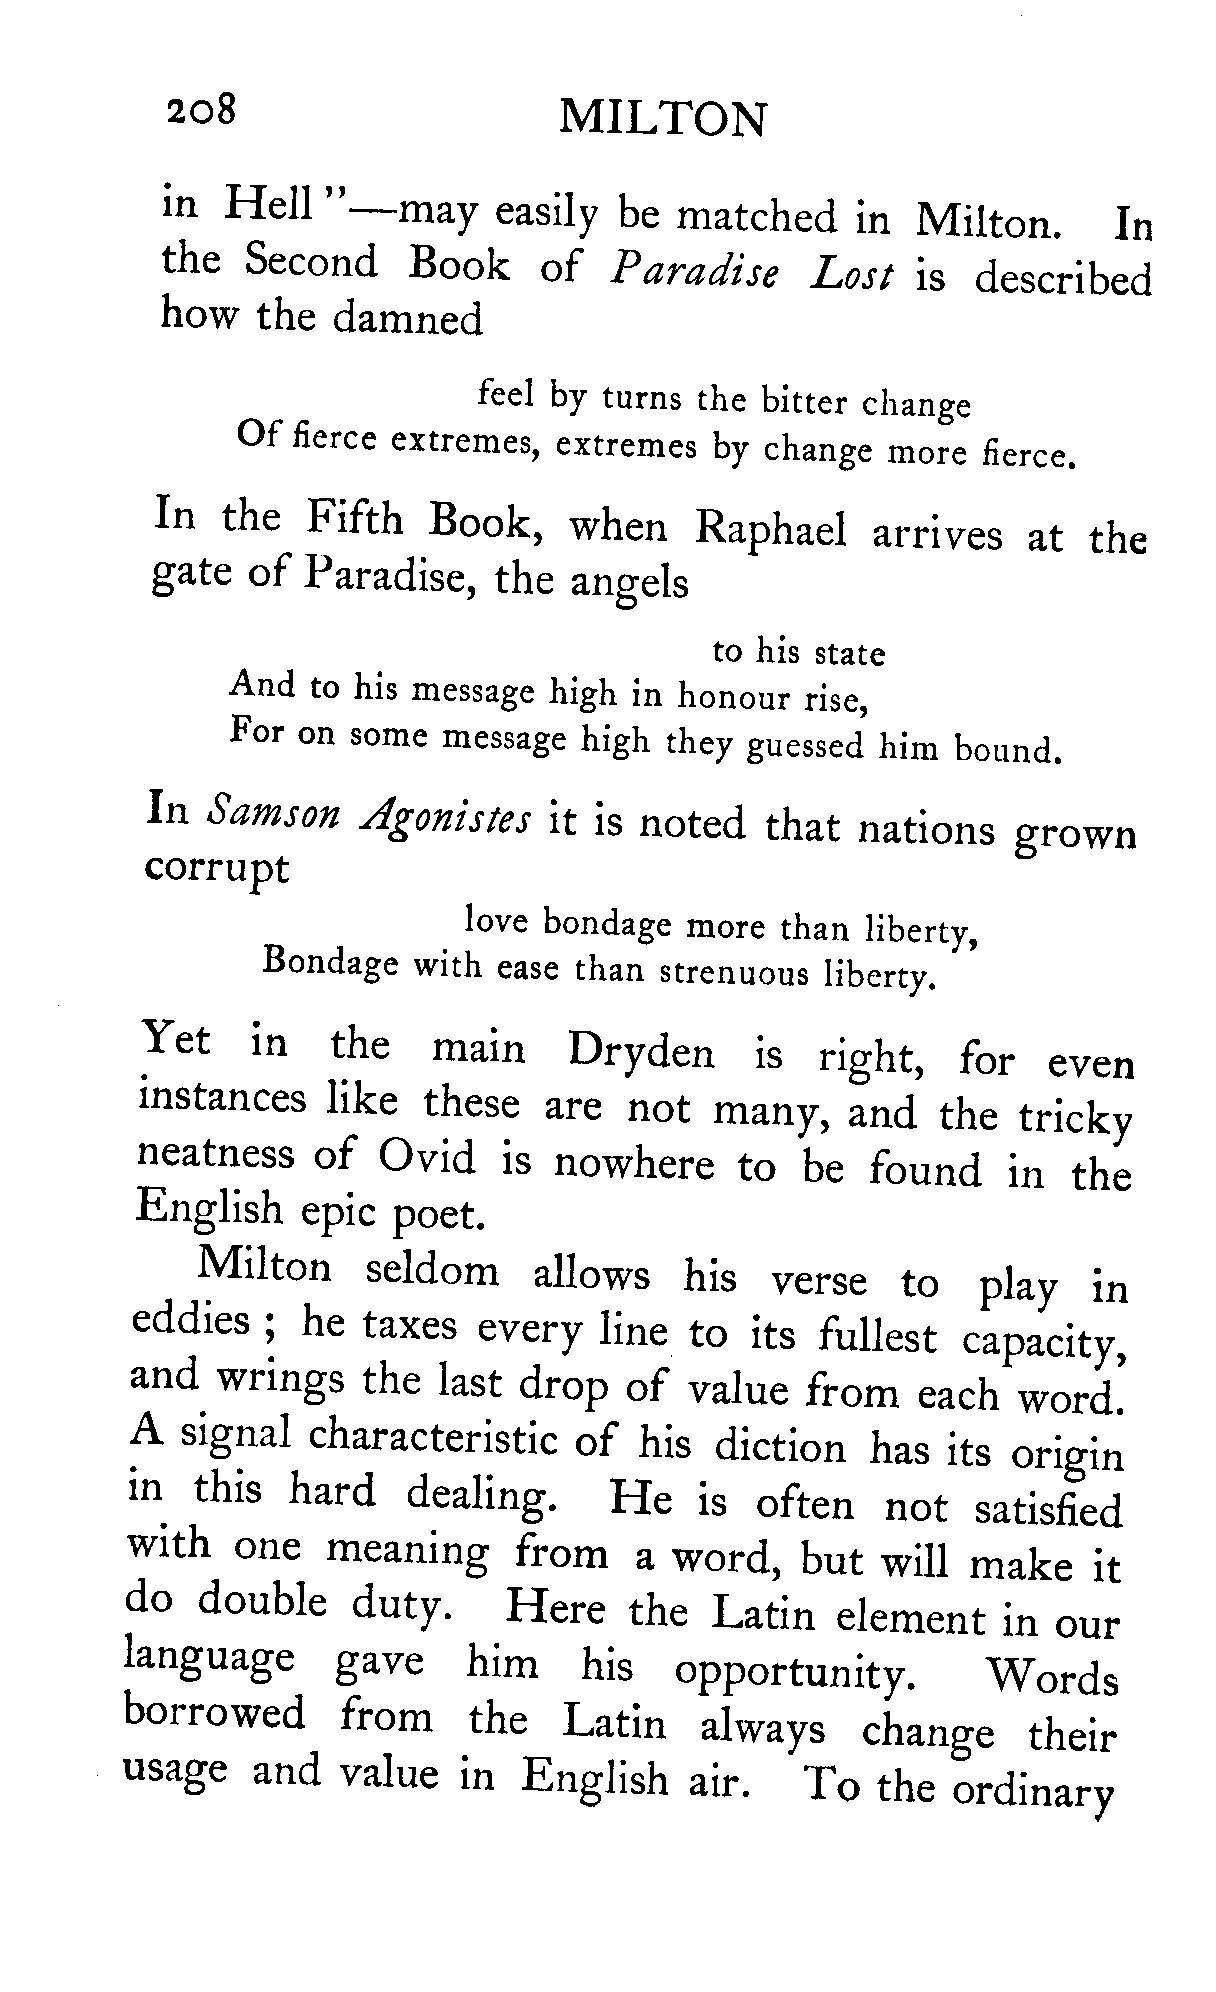 208 MILTON
in Hell "—may easily be matched in Milton. In
the Second Book of Paradise Lost is described
how the damned
feel by turns the bitter change
Of fierce extremes, extremes by change more fierce.
In the Fifth Book, when Raphael arrives at the
gate of Paradise, the angels
to his state
And to his message high in honour rise,
For on some message high they guessed him bound.
In Samson Agonistes it is noted that nations grown
corrupt
love bondage more than liberty,
Bondage with ease than strenuous liberty.
Yet in the main Dryden is right, for even
instances like these are not many, and the tricky
neatness of Ovid is nowhere to be found in the
English epic poet.
Milton seldom allows his verse to play in
eddies ; he taxes every line to its fullest capacity,
and wrings the last drop of value from each word.
A signal characteristic of his diction has its origin
in this hard dealing. He is often not satisfied
with one meaning from a word, but will make it
do double duty. Here the Latin element in our
language gave him his opportunity. Words
borrowed from the Latin always change their
usage and value in English air. To the ordinary